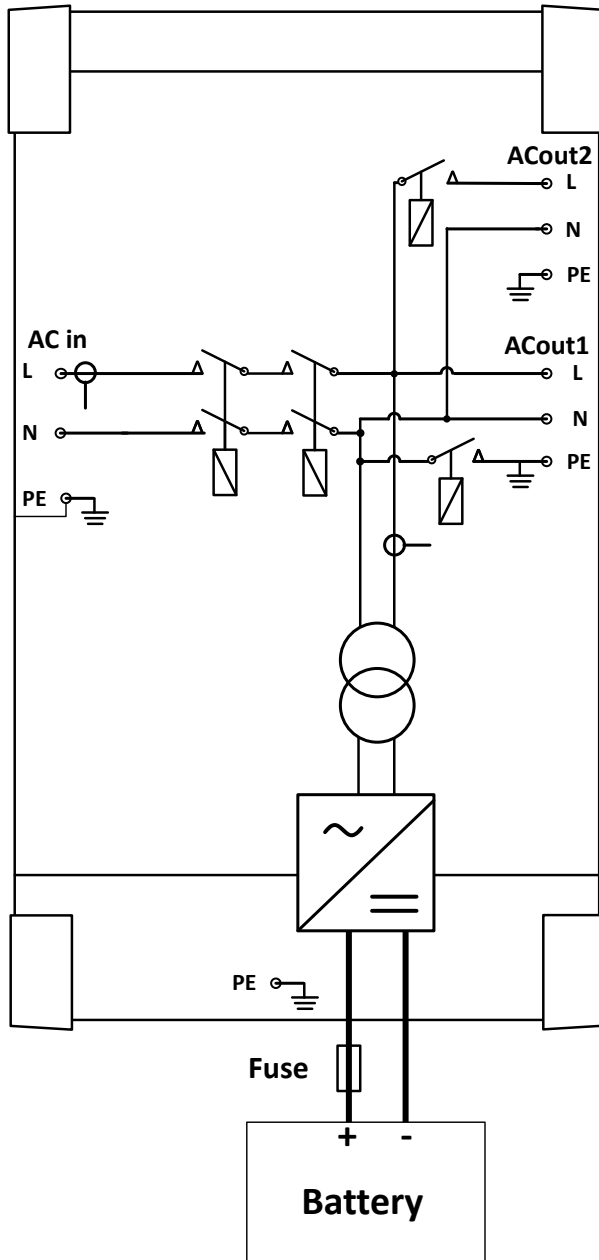 ACout2
L
N
PE
AC in
L
N
PE
ACout1
L
N
PE
PE
Fuse
+ -
Battery